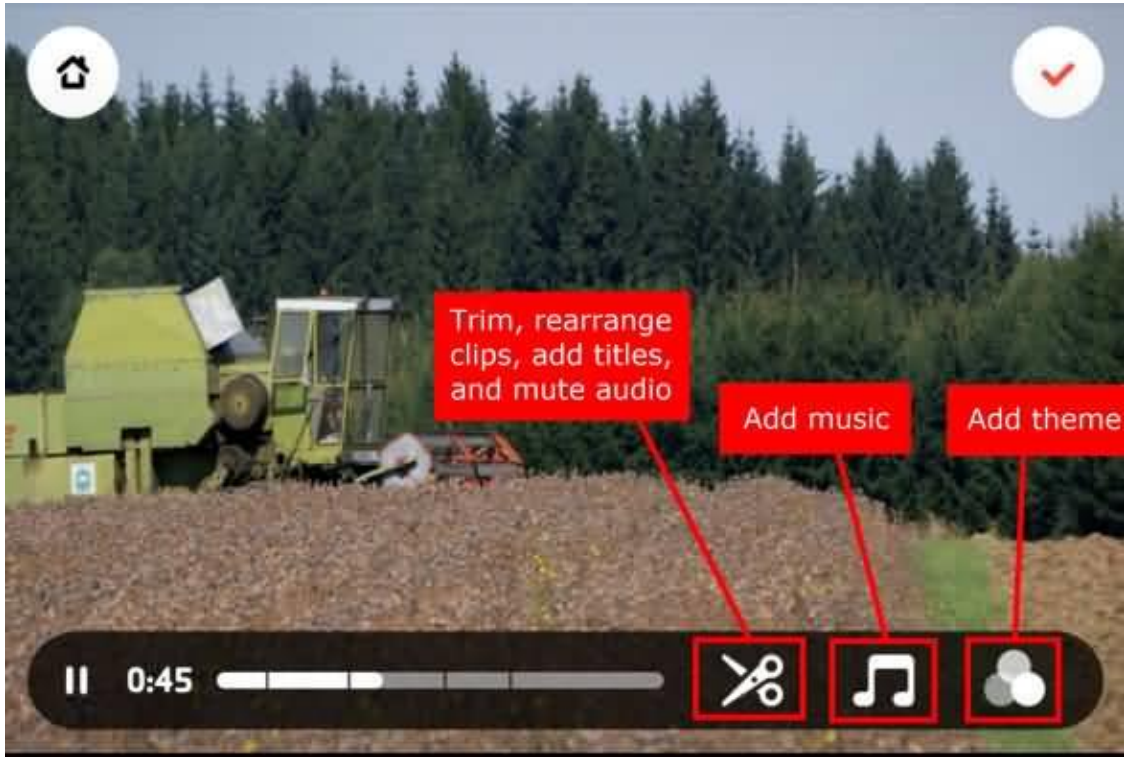 Trim, rearrange
clips, add titles,
and mute audio
Add music
Add theme
0:45